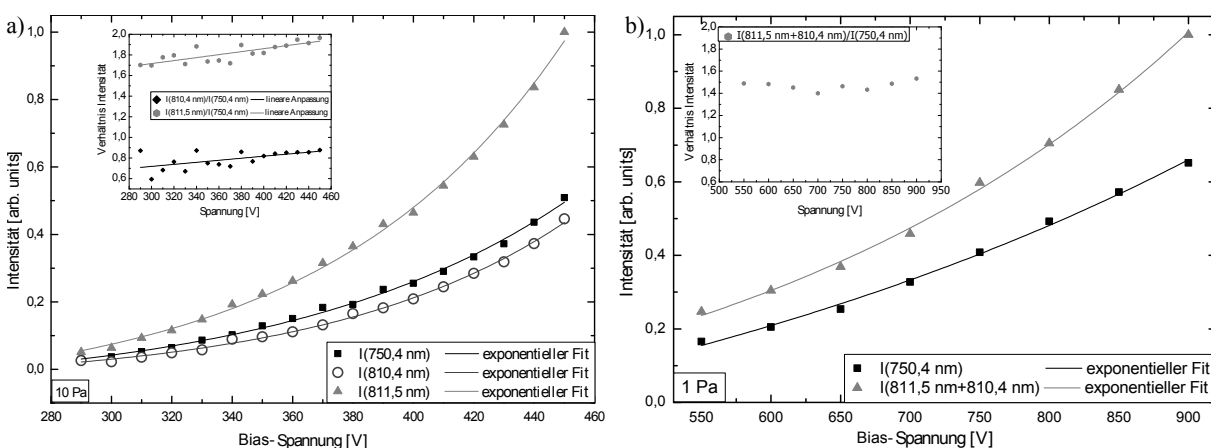 a)
1,0
0,8
0,6
0,4
0,2
0,0
Intensität [arb. units]
280 300 320 340 360 380 400 420 440 460
Bias-Spannung [V]
10 Pa
I(750,4 nm) exponentieller Fit
I(810,4 nm) exponentieller Fit
I(811,5 nm) exponentieller Fit
2,0
1,8
1,6
1,4
1,2
1,0
0,8
0,6
Verhältnis Intensität
I(810,4 nm)/I(750,4 nm) lineare Anpassung
I(811,5 nm)/I(750,4 nm) lineare Anpassung
280 300 320 340 360 380 400 420 440 460
Spannung [V]
b)
1,0
0,8
0,6
0,4
0,2
0,0
Intensität [arb. units]
550 600 650 700 750 800 850 900
Bias-Spannung [V]
1 Pa
I(750,4 nm) exponentieller Fit
I(811,5 nm+810,4 nm) exponentieller Fit
2,0
1,8
1,6
1,4
1,2
1,0
0,8
0,6
Verhältnis Intensität
I(811,5 nm+810,4 nm)/I(750,4 nm)
500 550 600 650 700 750 800 850 900 950
Spannung [V]